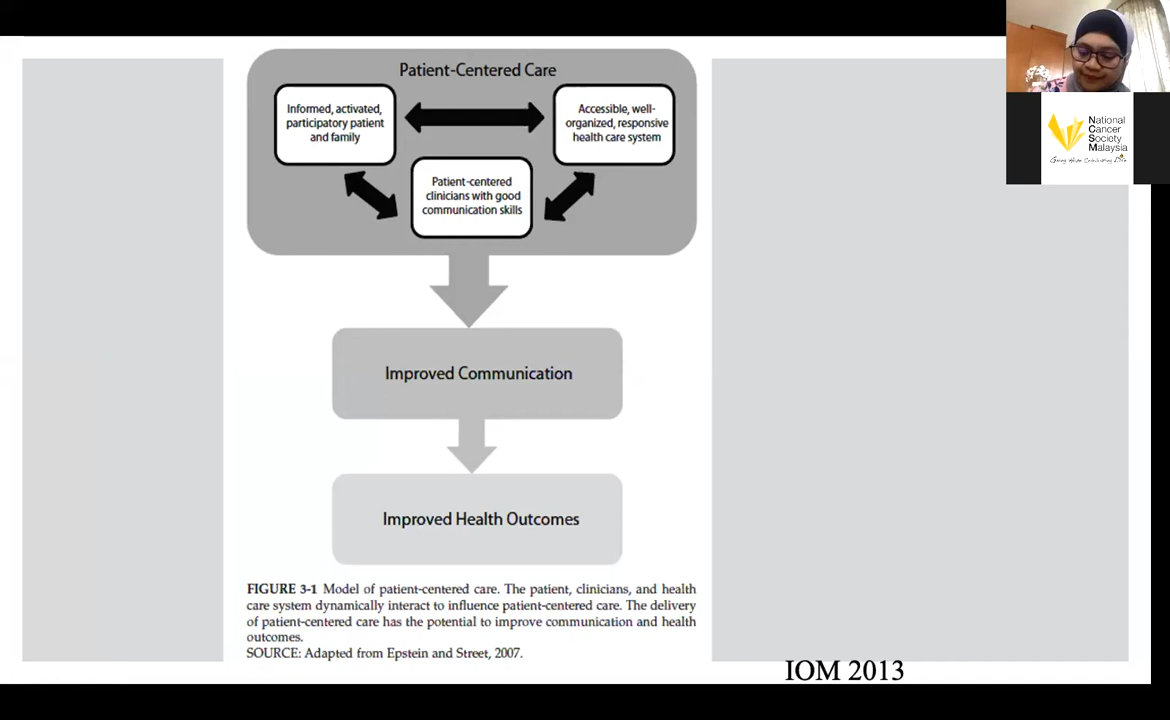 Patient-Centered Care
Informed, activated,
participatory patient
and family
Accessible, well-
organized, responsive
health care system
Patient-centered
clinicians with good
communication skills
Improved Communication
Improved Health Outcomes
FIGURE 3-1 Model of patient-centered care. The patient, clinicians, and health
care system dynamically interact to influence patient-centered care. The delivery
of patient-centered care has the potential to improve communication and health
outcomes.
SOURCE: Adapted from Epstein and Street, 2007.
IOM 2013
National
Cancer
Society
Malaysia
Giving Hope Celebrating Life